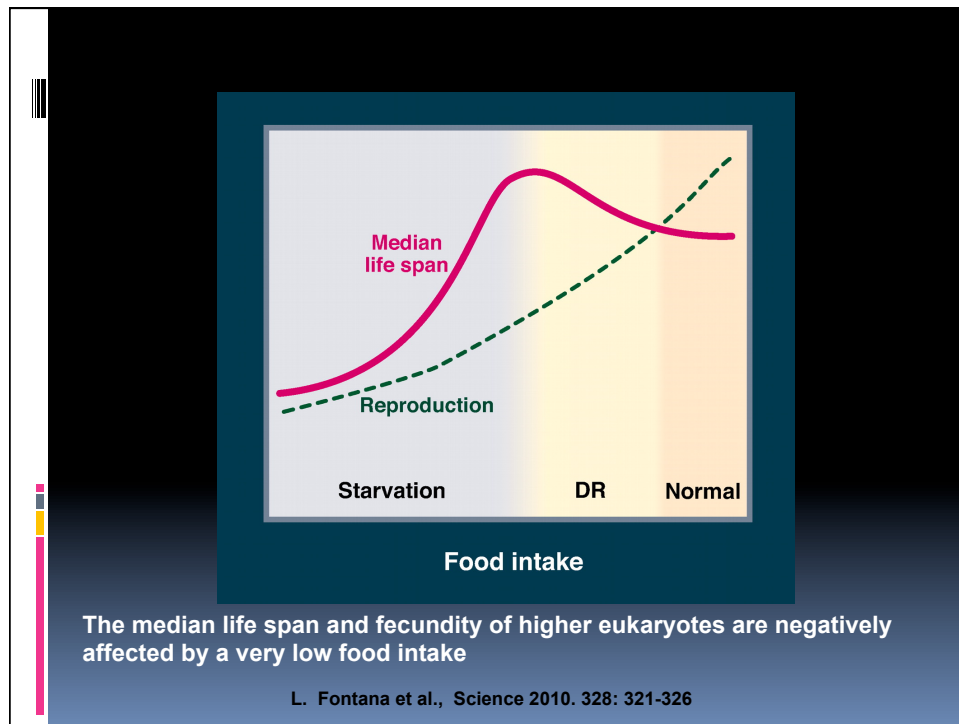 Median
life span
Reproduction
Starvation DR Normal
Food intake
The median life span and fecundity of higher eukaryotes are negatively
affected by a very low food intake
L. Fontana et al., Science 2010. 328: 321-326